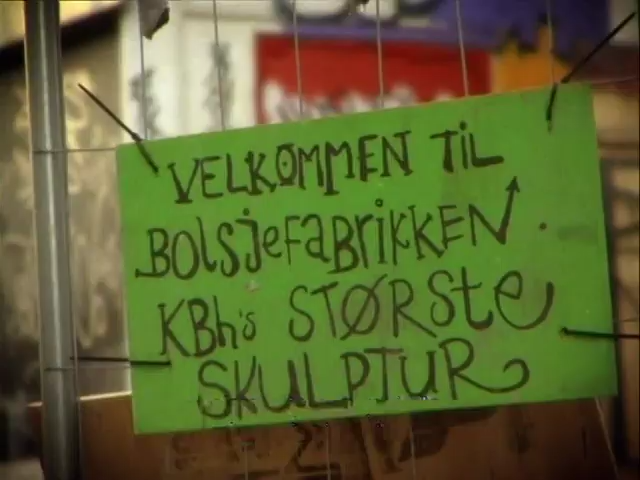 VELKOMMEN TIL
BOLSJEFABRIKKEN.
KBh's STØRSTE
SKULPTUR